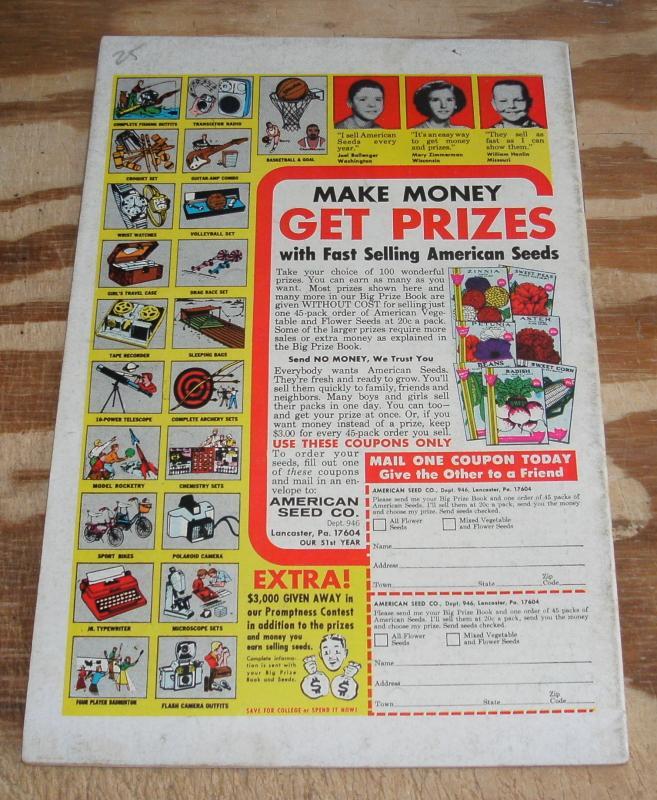 25
COMPLETE FISHING OUTFITS
TRANSISTOR RADIO
CROQUET SET
GUITAR-AMP COMBO
BASKETBALL & GOAL
WRIST WATCHES
VOLLEYBALL SET
GIRL'S TRAVEL CASE
DRAG RACE SET
TAPE RECORDER
SLEEPING BAGS
10-POWER TELESCOPE
COMPLETE ARCHERY SETS
MODEL ROCKETRY
CHEMISTRY SETS
SPORT BIKES
POLAROID CAMERA
JR. TYPEWRITER
MICROSCOPE SETS
FOUR PLAYER BADMINTON
FLASH CAMERA OUTFITS
"I sell American
Seeds every
year."
Joel Ballenger
Washington
"It's an easy way
to get money
and prizes."
Mary Zimmerman
Wisconsin
"They sell as
fast as I can
show them."
William Hanlin
Missouri
MAKE MONEY
GET PRIZES
with Fast Selling American Seeds
Take your choice of 100 wonderful
prizes. You can earn as many as you
want. Most prizes shown here and
many more in our Big Prize Book are
given WITHOUT COST for selling just
one 45-pack order of American Vege-
table and Flower Seeds at 20c a pack.
Some of the larger prizes require more
sales or extra money as explained in
the Big Prize Book.
Send NO MONEY, We Trust You
Everybody wants American Seeds.
They're fresh and ready to grow. You'll
sell them quickly to family, friends and
neighbors. Many boys and girls sell
their packs in one day. You can too—
and get your prize at once. Or, if you
want money instead of a prize, keep
$3.00 for every 45-pack order you sell.
ZINNIA
SWEET PEAS
PETUNIA
ASTER
BEANS
RADISH
SWEET CORN
USE THESE COUPONS ONLY
To order your
seeds, fill out one
of these coupons
and mail in an en-
velope to:
AMERICAN
SEED CO.
Dept. 946
Lancaster, Pa. 17604
OUR 51st YEAR
MAIL ONE COUPON TODAY
Give the Other to a Friend
AMERICAN SEED CO., Dept. 946, Lancaster, Pa. 17604
Please send me your Big Prize Book and one order of 45 packs of
American Seeds. I'll sell them at 20c a pack, send you the money
and choose my prize. Send seeds checked.
All Flower
Seeds
Mixed Vegetable
and Flower Seeds
Name
Address
Town State Zip Code
AMERICAN SEED CO., Dept. 946, Lancaster, Pa. 17604
Please send me your Big Prize Book and one order of 45 packs of
American Seeds. I'll sell them at 20c a pack, send you the money
and choose my prize. Send seeds checked.
All Flower
Seeds
Mixed Vegetable
and Flower Seeds
Name
Address
Town State Zip Code
EXTRA!
$3,000 GIVEN AWAY in
our Promptness Contest
in addition to the prizes
and money you
earn selling seeds.
Complete informa-
tion is sent with
your Big Prize
Book and Seeds.
$ $
SAVE FOR COLLEGE or SPEND IT NOW!